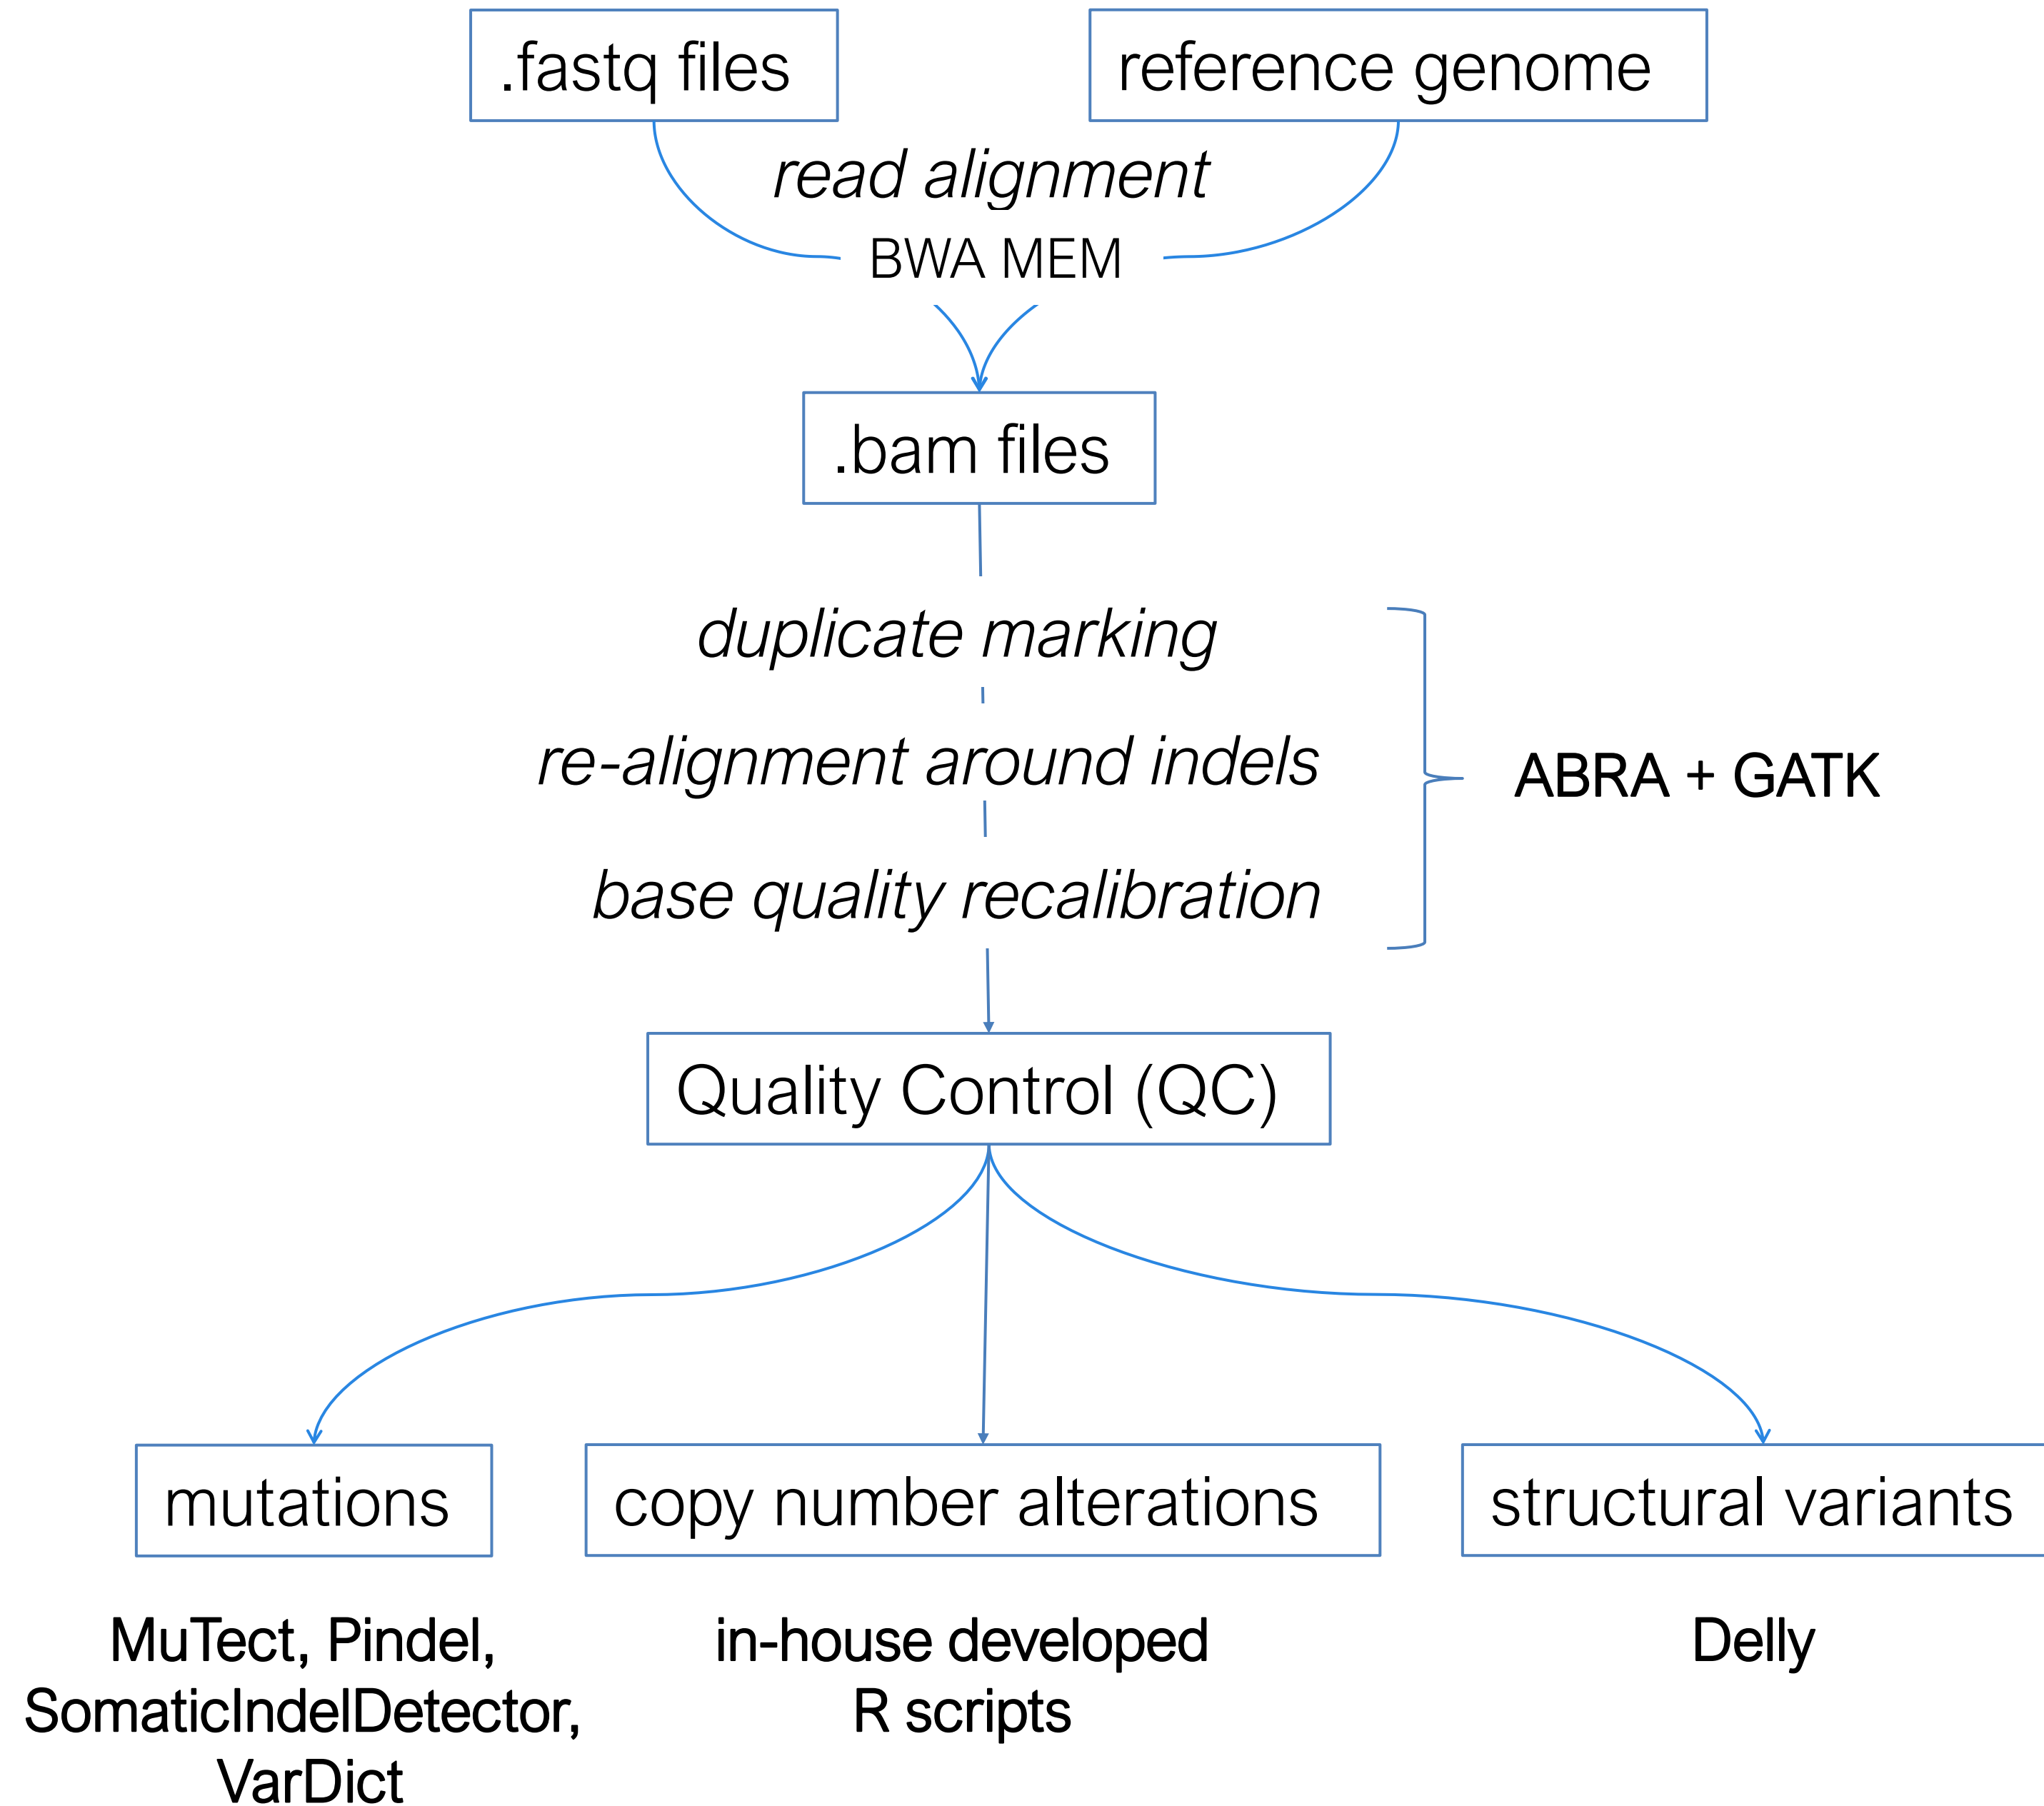 .fastq files
reference genome
read alignment
BWA MEM
.bam files
duplicate marking
re-alignment around indels
base quality recalibration
ABRA + GATK
Quality Control (QC)
mutations
copy number alterations
structural variants
MuTect, Pindel,
SomaticIndelDetector,
VarDict
in-house developed
R scripts
Delly